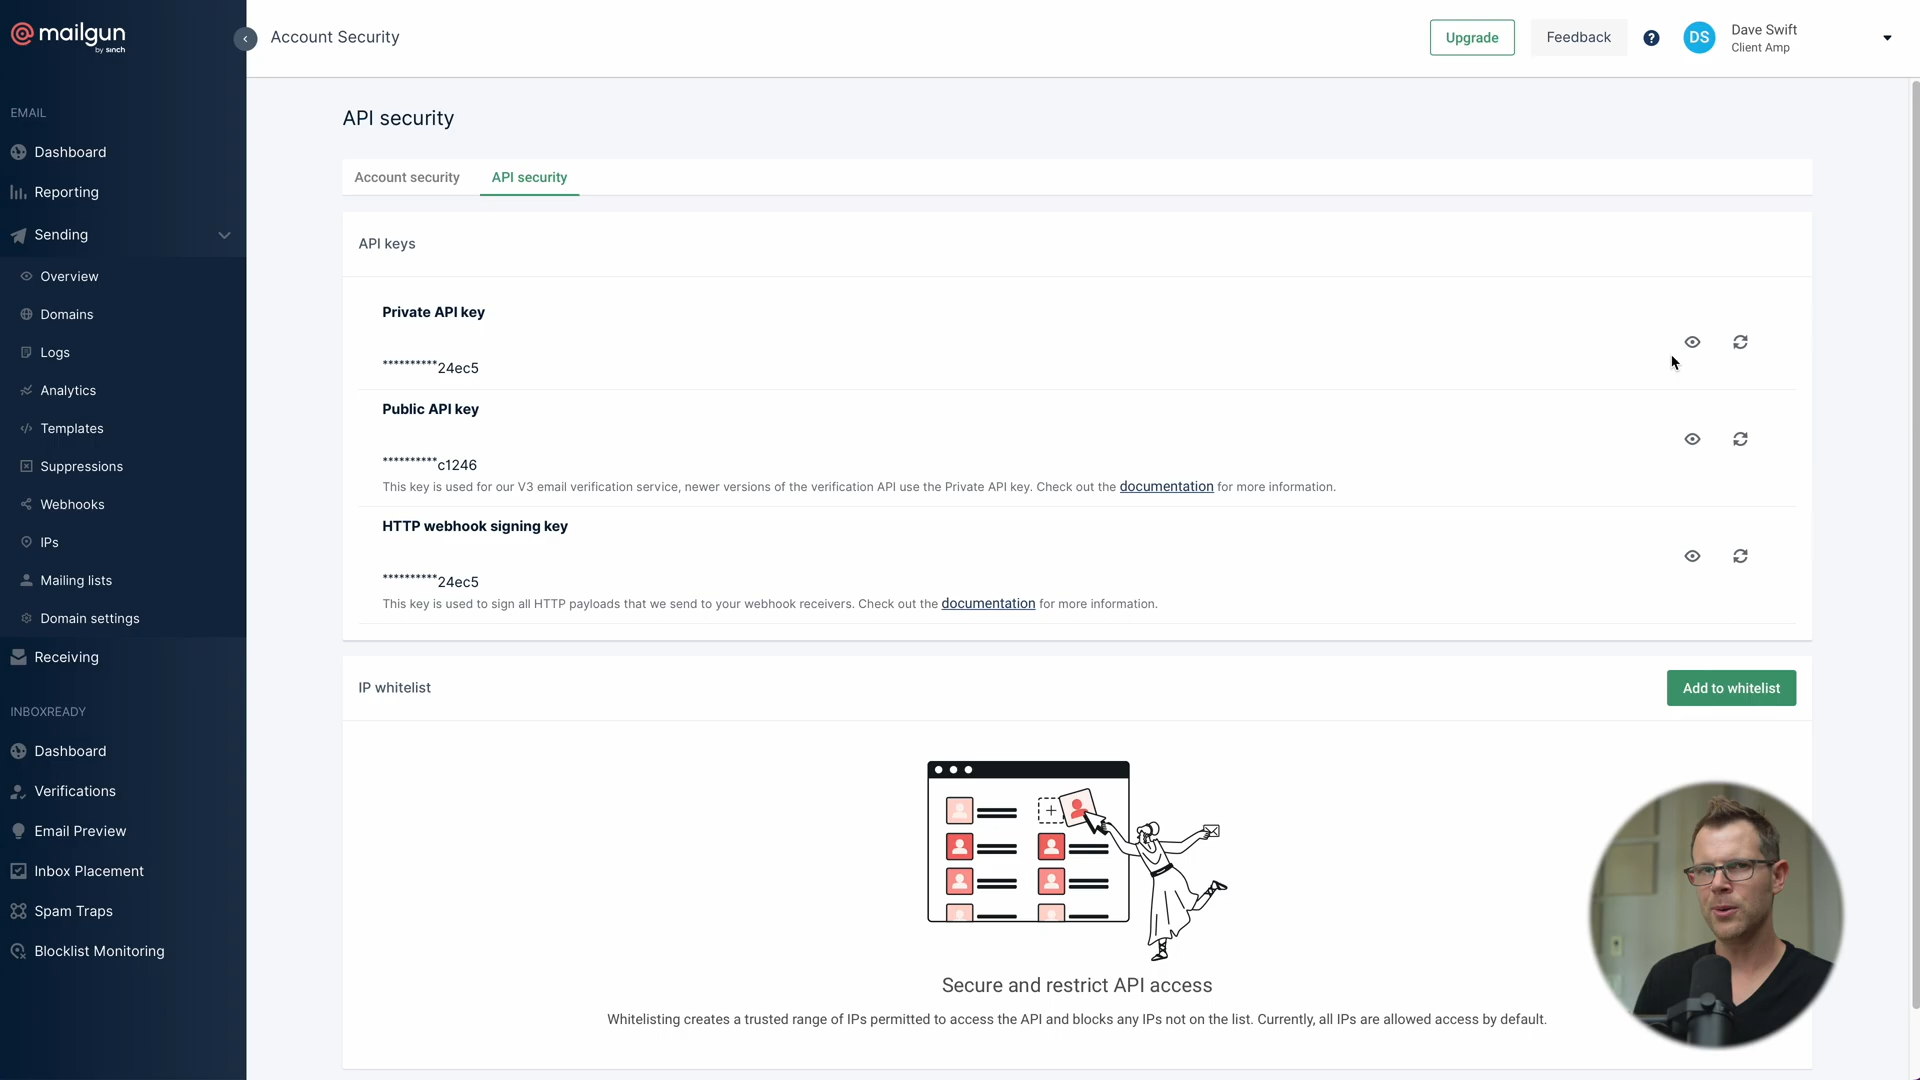 mailgun
by sinch
Account Security
Upgrade
Feedback
?
DS
Dave Swift
Client Amp
EMAIL
Dashboard
Reporting
Sending
Overview
Domains
Logs
Analytics
Templates
Suppressions
Webhooks
IPs
Mailing lists
Domain settings
Receiving
INBOXREADY
Dashboard
Verifications
Email Preview
Inbox Placement
Spam Traps
Blocklist Monitoring
API security
Account security
API security
API keys
Private API key
**********24ec5
Public API key
**********c1246
This key is used for our V3 email verification service, newer versions of the verification API use the Private API key. Check out the documentation for more information.
HTTP webhook signing key
**********24ec5
This key is used to sign all HTTP payloads that we send to your webhook receivers. Check out the documentation for more information.
IP whitelist
Add to whitelist
Secure and restrict API access
Whitelisting creates a trusted range of IPs permitted to access the API and blocks any IPs not on the list. Currently, all IPs are allowed access by default.